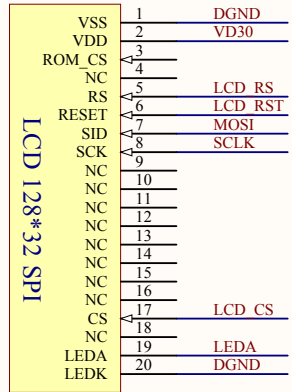 VSS 1 DGND
VDD 2 VD30
ROM_CS 3
NC 4
RS 5 LCD_RS
RESET 6 LCD_RST
SID 7 MOSI
SCK 8 SCLK
NC 9
NC 10
NC 11
NC 12
NC 13
NC 14
NC 15
NC 16
CS 17 LCD_CS
NC 18
LEDA 19 LEDA
LEDK 20 DGND
LCD 128*32 SPI